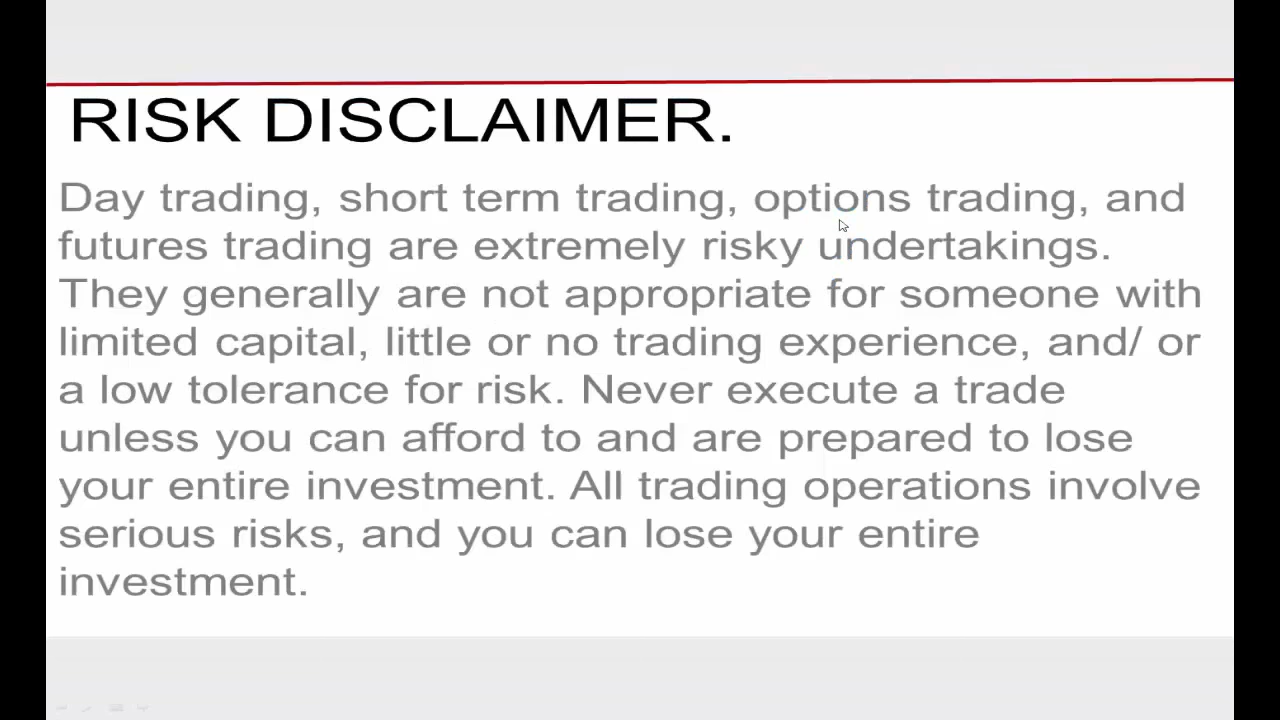 RISK DISCLAIMER.
Day trading, short term trading, options trading, and
futures trading are extremely risky undertakings.
They generally are not appropriate for someone with
limited capital, little or no trading experience, and/ or
a low tolerance for risk. Never execute a trade
unless you can afford to and are prepared to lose
your entire investment. All trading operations involve
serious risks, and you can lose your entire
investment.